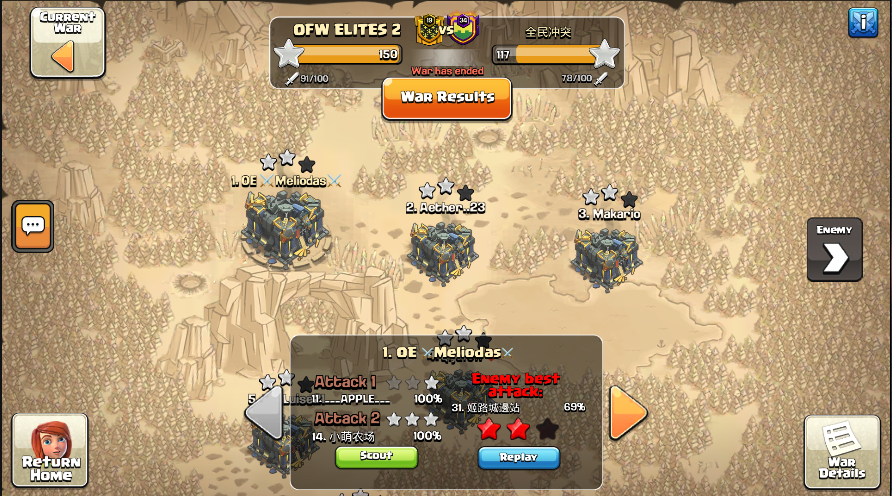 Current
War
OFW ELITES 2
19
vs
34
全民冲突
150
117
War has ended
91/100
78/100
War Results
1. OE ⚔Meliodas⚔
2. Aether..23
3. Makario
Enemy
1. OE ⚔Meliodas⚔
Attack 1
11. !___APPLE___
100%
Attack 2
14. 小萌农场
100%
Enemy best
attack:
31. 姬路城邊站
69%
Scout
Replay
Return
Home
War
Details